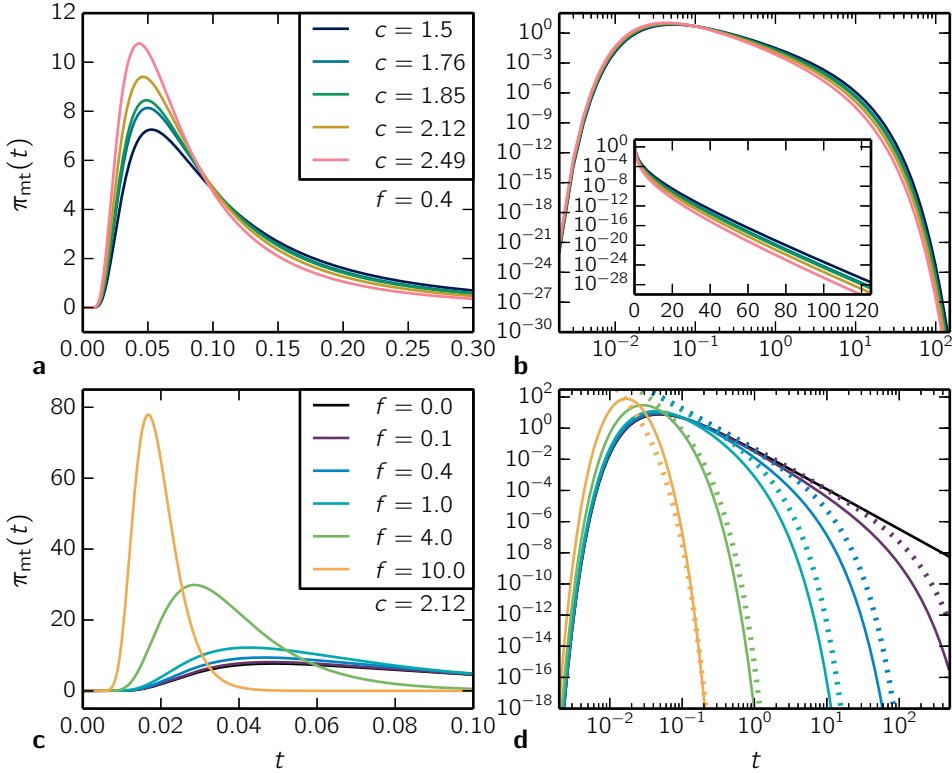 12
10
8
6
4
2
0
π_mt(t)
c = 1.5
c = 1.76
c = 1.85
c = 2.12
c = 2.49
f = 0.4
0.00 0.05 0.10 0.15 0.20 0.25 0.30
a
10^0
10^−3
10^−6
10^−9
10^−12
10^−15
10^−18
10^−21
10^−24
10^−27
10^−30
10^0
10^−4
10^−8
10^−12
10^−16
10^−20
10^−24
10^−28
0 20 40 60 80 100 120
10^−2 10^−1 10^0 10^1 10^2
b
80
60
40
20
0
π_mt(t)
f = 0.0
f = 0.1
f = 0.4
f = 1.0
f = 4.0
f = 10.0
c = 2.12
0.00 0.02 0.04 0.06 0.08 0.10
c
t
10^2
10^0
10^−2
10^−4
10^−6
10^−8
10^−10
10^−12
10^−14
10^−16
10^−18
10^−2 10^−1 10^0 10^1 10^2
d
t